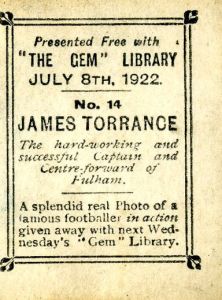 Presented Free with
"THE GEM" LIBRARY
JULY 8TH, 1922.
No. 14
JAMES TORRANCE
The hard-working and
successful Captain and
Centre-forward of
Fulham.
A splendid real Photo of a
famous footballer in action
given away with next Wed-
nesday's "Gem" Library.